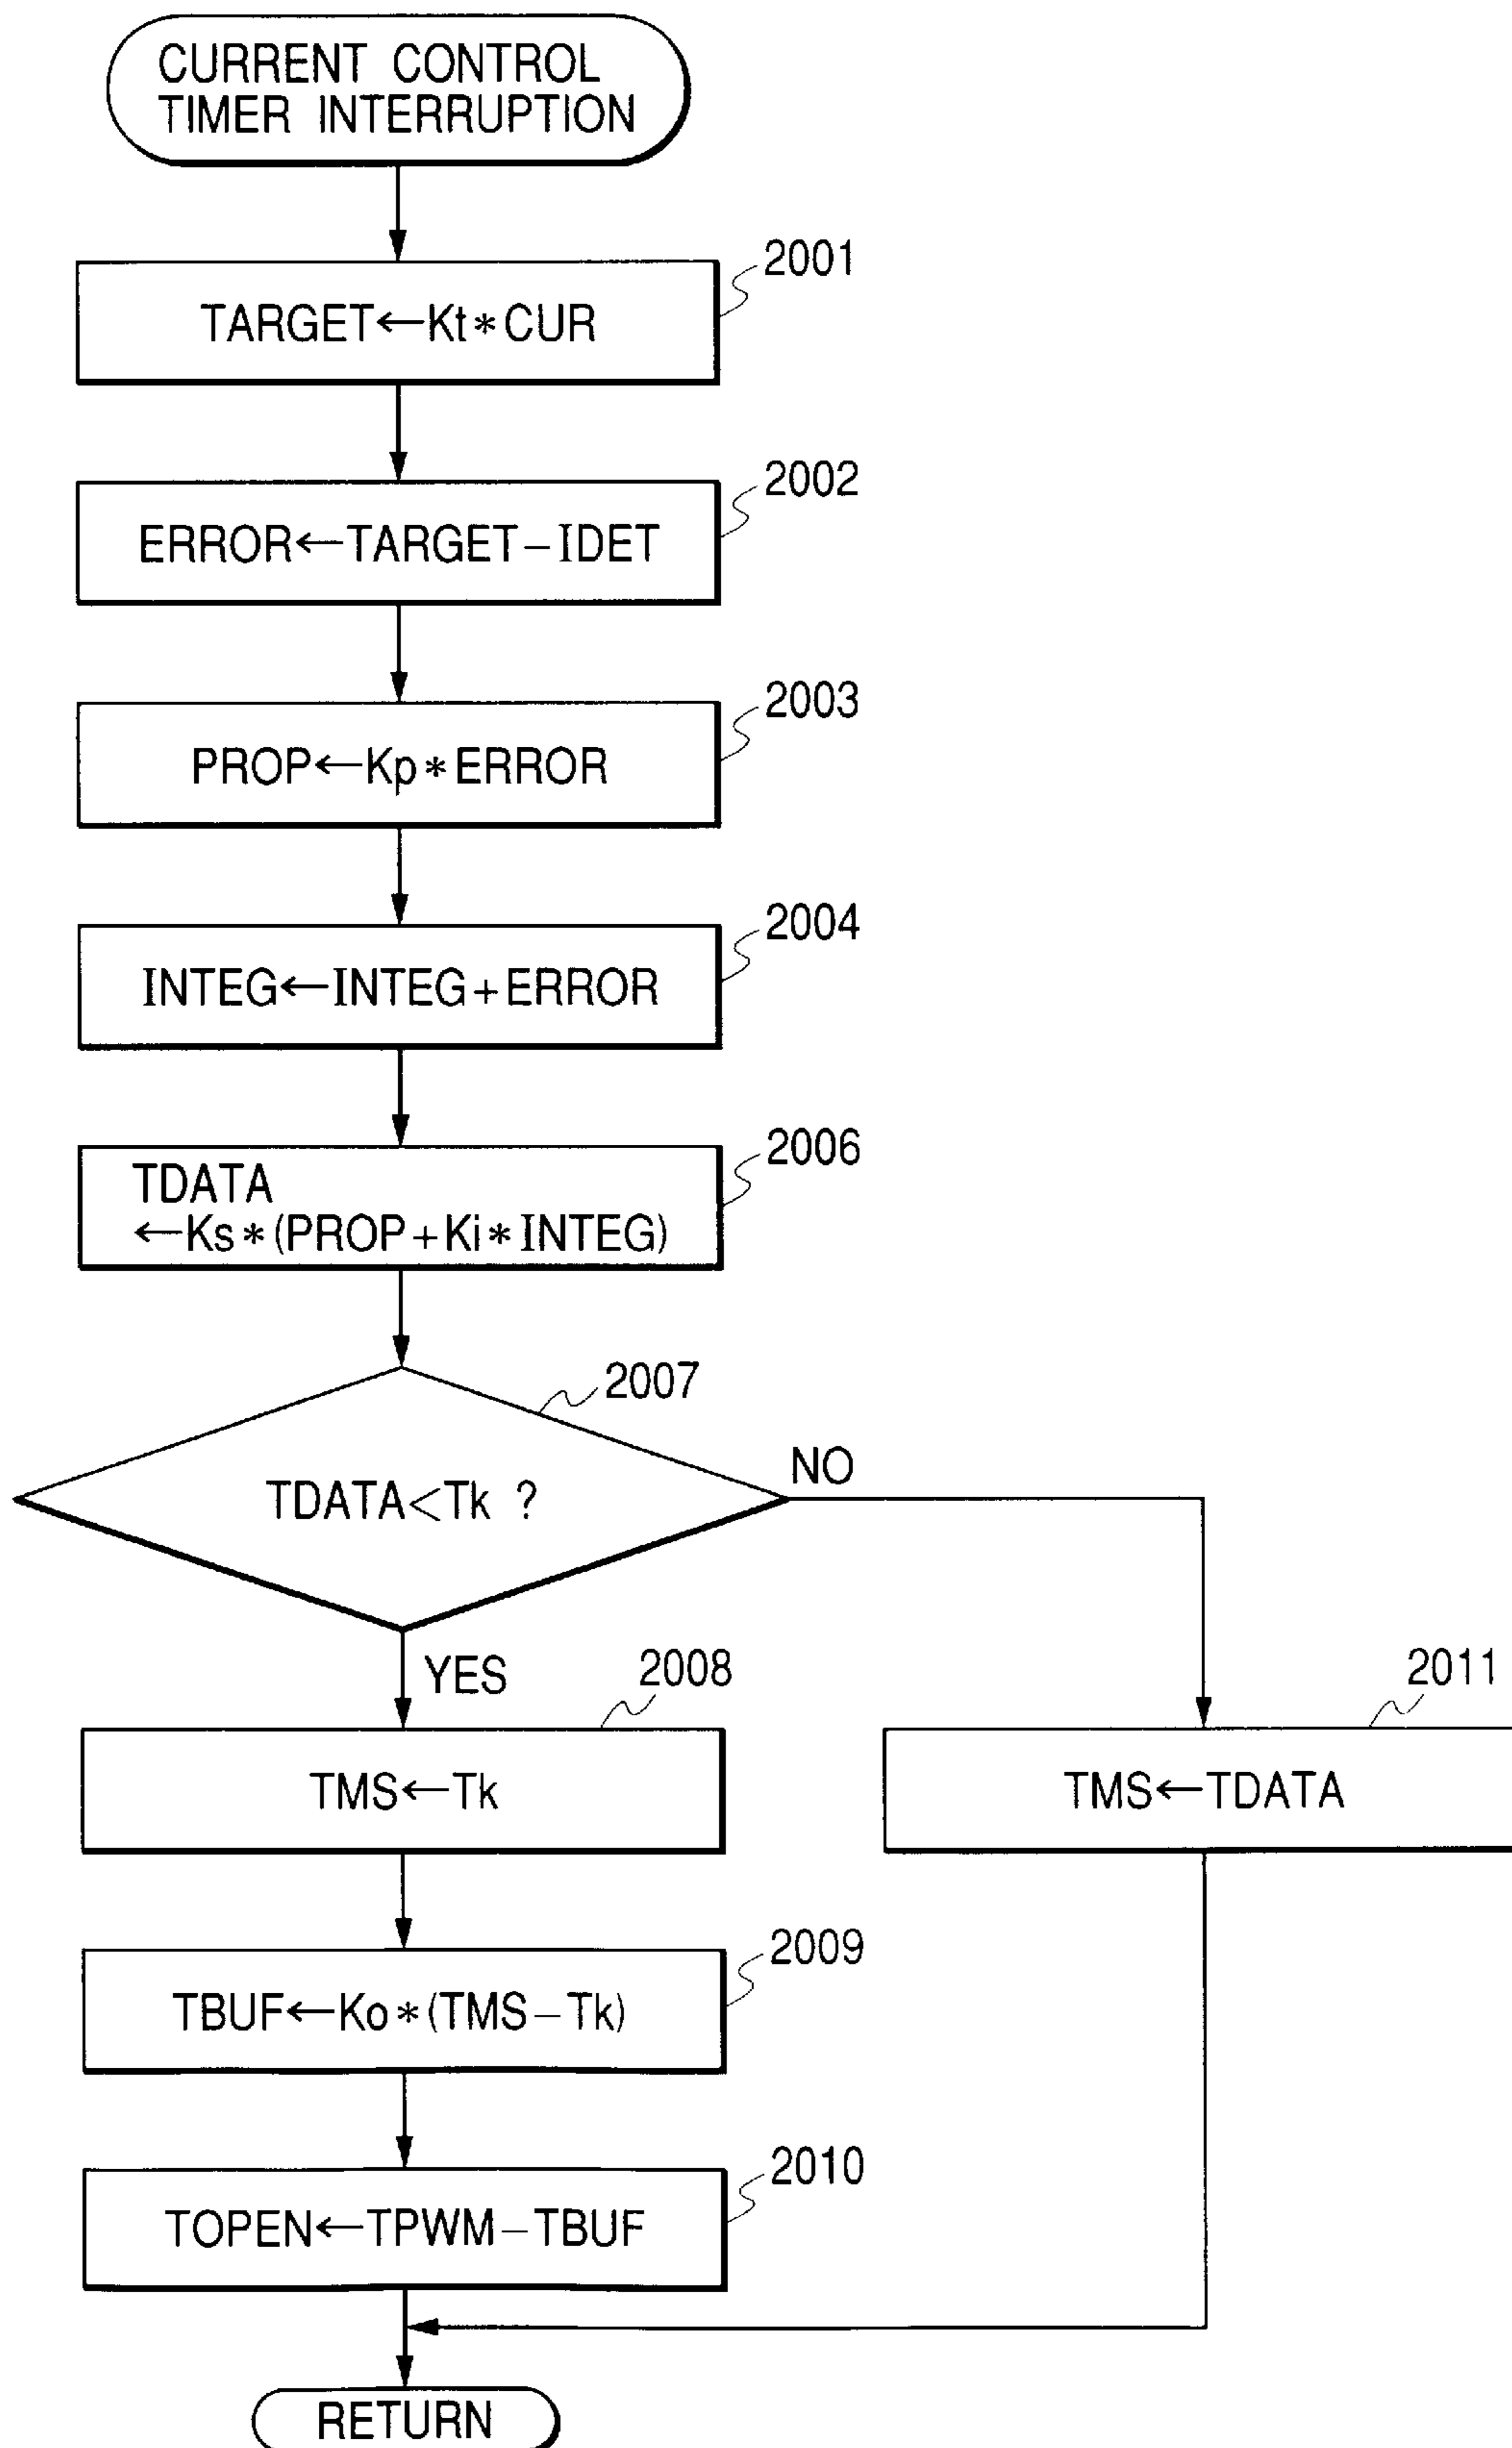 CURRENT CONTROL
TIMER INTERRUPTION
2001
TARGET←Kt*CUR
2002
ERROR←TARGET−IDET
2003
PROP←Kp*ERROR
2004
INTEG←INTEG+ERROR
2006
TDATA
←Ks*(PROP+Ki*INTEG)
2007
TDATA<Tk ?
NO
YES
2008
TMS←Tk
2011
TMS←TDATA
2009
TBUF←Ko*(TMS−Tk)
2010
TOPEN←TPWM−TBUF
RETURN